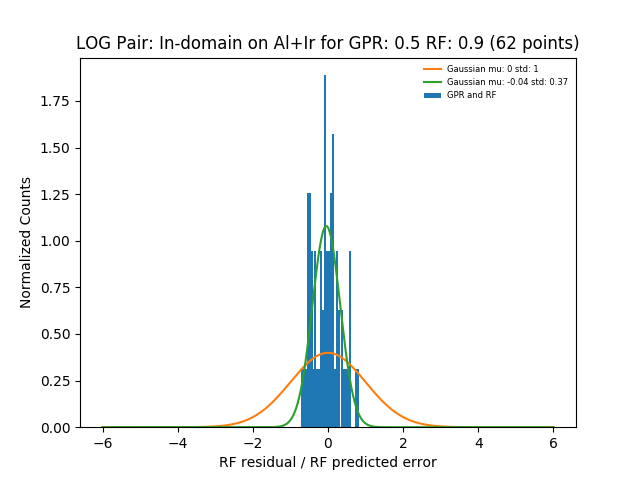 LOG Pair: In-domain on Al+Ir for GPR: 0.5 RF: 0.9 (62 points)
Gaussian mu: 0 std: 1
Gaussian mu: -0.04 std: 0.37
GPR and RF
Normalized Counts
1.75
1.50
1.25
1.00
0.75
0.50
0.25
0.00
−6 −4 −2 0 2 4 6
RF residual / RF predicted error